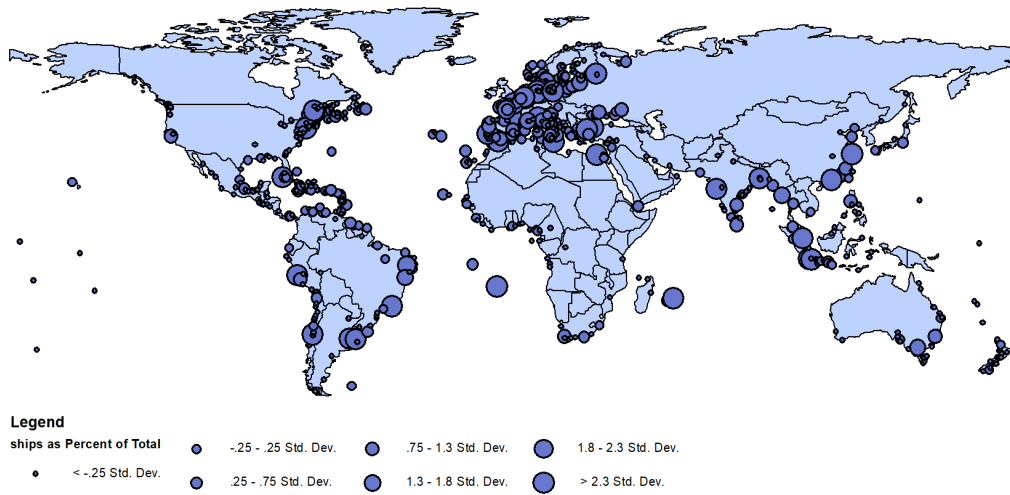 Legend
ships as Percent of Total
< -.25 Std. Dev.
-.25 - .25 Std. Dev.
.25 - .75 Std. Dev.
.75 - 1.3 Std. Dev.
1.3 - 1.8 Std. Dev.
1.8 - 2.3 Std. Dev.
> 2.3 Std. Dev.